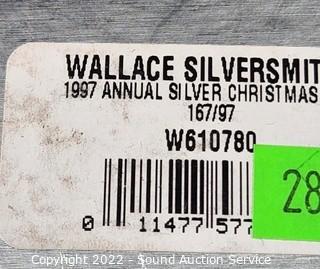 WALLACE SILVERSMIT
1997 ANNUAL SILVER CHRISTMAS
167/97
W610780
28
0 11477 577
Copyright 2022 - Sound Auction Service